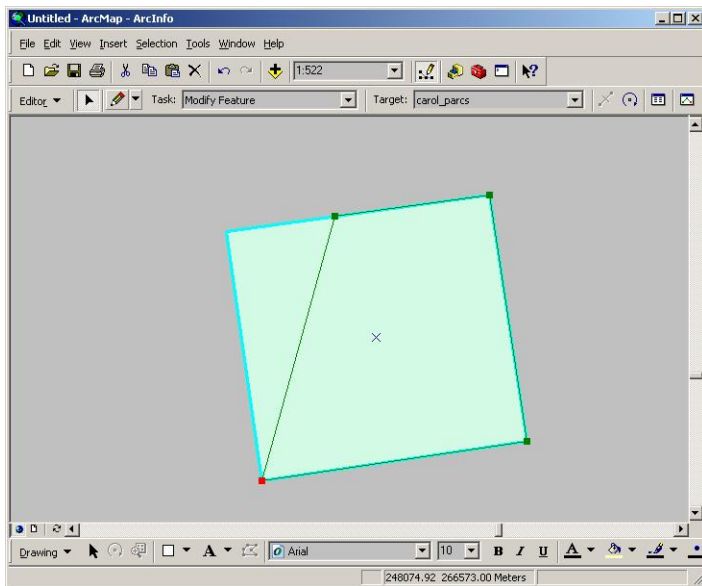 Untitled - ArcMap - ArcInfo
File Edit View Insert Selection Tools Window Help
1:522
Editor Task: Modify Feature Target: carol_parcs
Drawing A Arial 10 B I U A
248074.92 266573.00 Meters